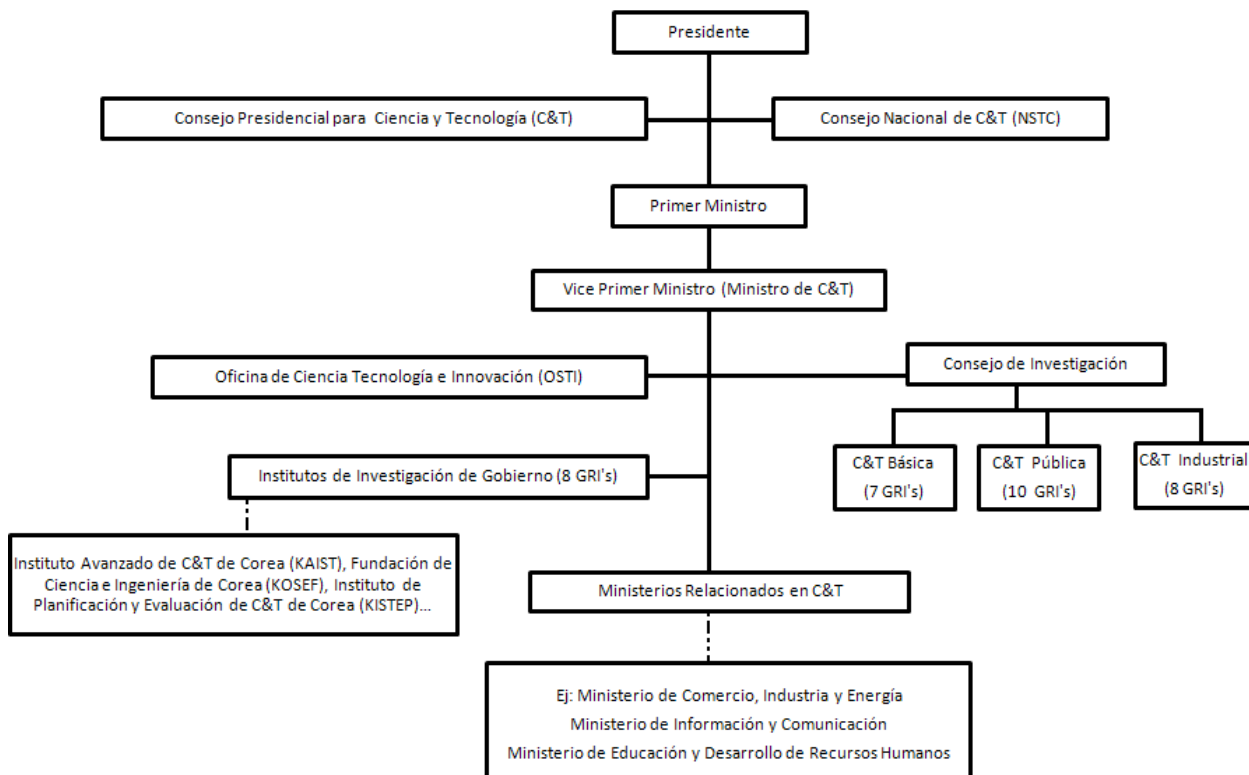 Presidente
Consejo Presidencial para Ciencia y Tecnología (C&T)
Consejo Nacional de C&T (NSTC)
Primer Ministro
Vice Primer Ministro (Ministro de C&T)
Oficina de Ciencia Tecnología e Innovación (OSTI)
Consejo de Investigación
C&T Básica
(7 GRI's)
C&T Pública
(10 GRI's)
C&T Industrial
(8 GRI's)
Institutos de Investigación de Gobierno (8 GRI's)
Instituto Avanzado de C&T de Corea (KAIST), Fundación de
Ciencia e Ingeniería de Corea (KOSEF), Instituto de
Planificación y Evaluación de C&T de Corea (KISTEP)...
Ministerios Relacionados en C&T
Ej: Ministerio de Comercio, Industria y Energía
Ministerio de Información y Comunicación
Ministerio de Educación y Desarrollo de Recursos Humanos